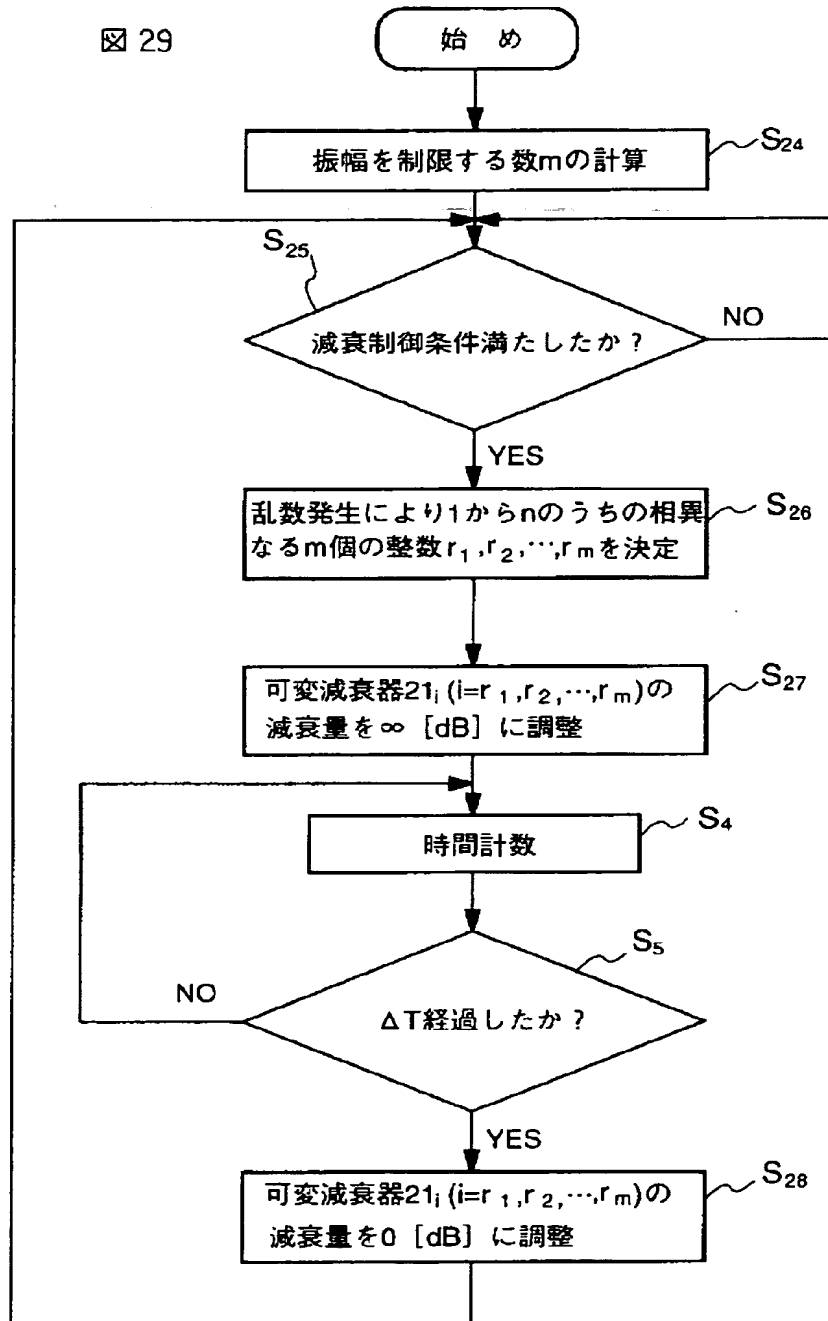 図 29
始 め
振幅を制限する数mの計算
S24
S25
減衰制御条件満たしたか?
NO
YES
乱数発生により1からnのうちの相異
なるm個の整数r1,r2,…,rmを決定
S26
可変減衰器21i(i=r1,r2,…,rm)の
減衰量を∞ [dB] に調整
S27
時間計数
S4
ΔT経過したか?
S5
NO
YES
可変減衰器21i(i=r1,r2,…,rm)の
減衰量を0 [dB] に調整
S28